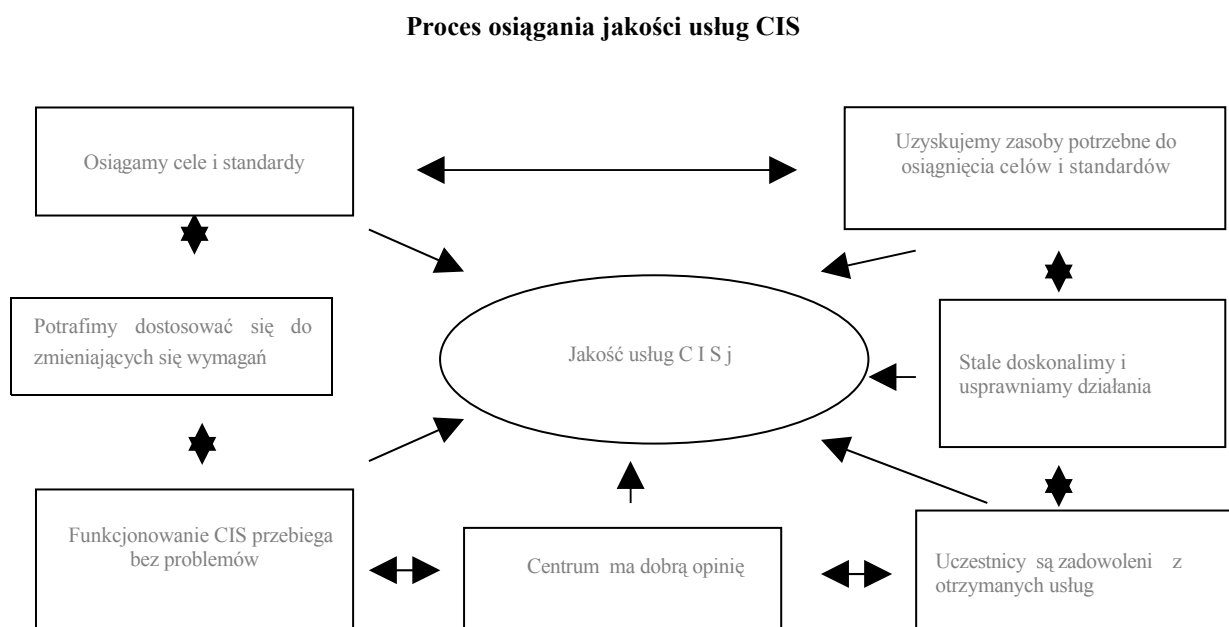 Proces osiągania jakości usług CIS
Osiągamy cele i standardy
Uzyskujemy zasoby potrzebne do
osiągnięcia celów i standardów
Potrafimy dostosować się do
zmieniających się wymagań
Jakość usług C I S j
Stale doskonalimy i
usprawniamy działania
Funkcjonowanie CIS przebiega
bez problemów
Centrum ma dobrą opinię
Uczestnicy są zadowoleni z
otrzymanych usług